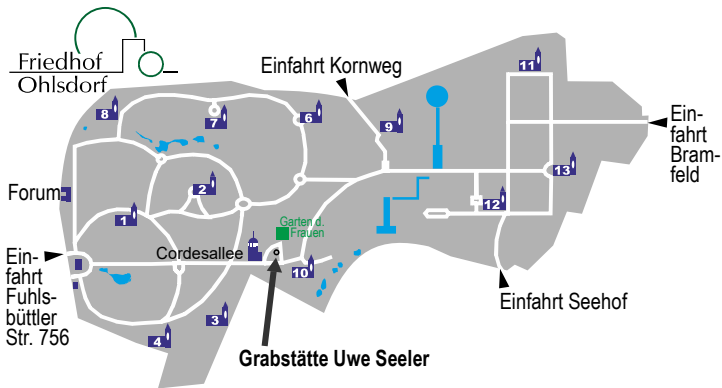 Friedhof
Ohlsdorf
Einfahrt Kornweg
11
8
7
6
9
Ein-
fahrt
Bram-
feld
13
Forum
2
1
12
Garten d.
Frauen
Cordesallee
10
Ein-
fahrt
Fuhls-
büttler
Str. 756
3
4
Einfahrt Seehof
Grabstätte Uwe Seeler